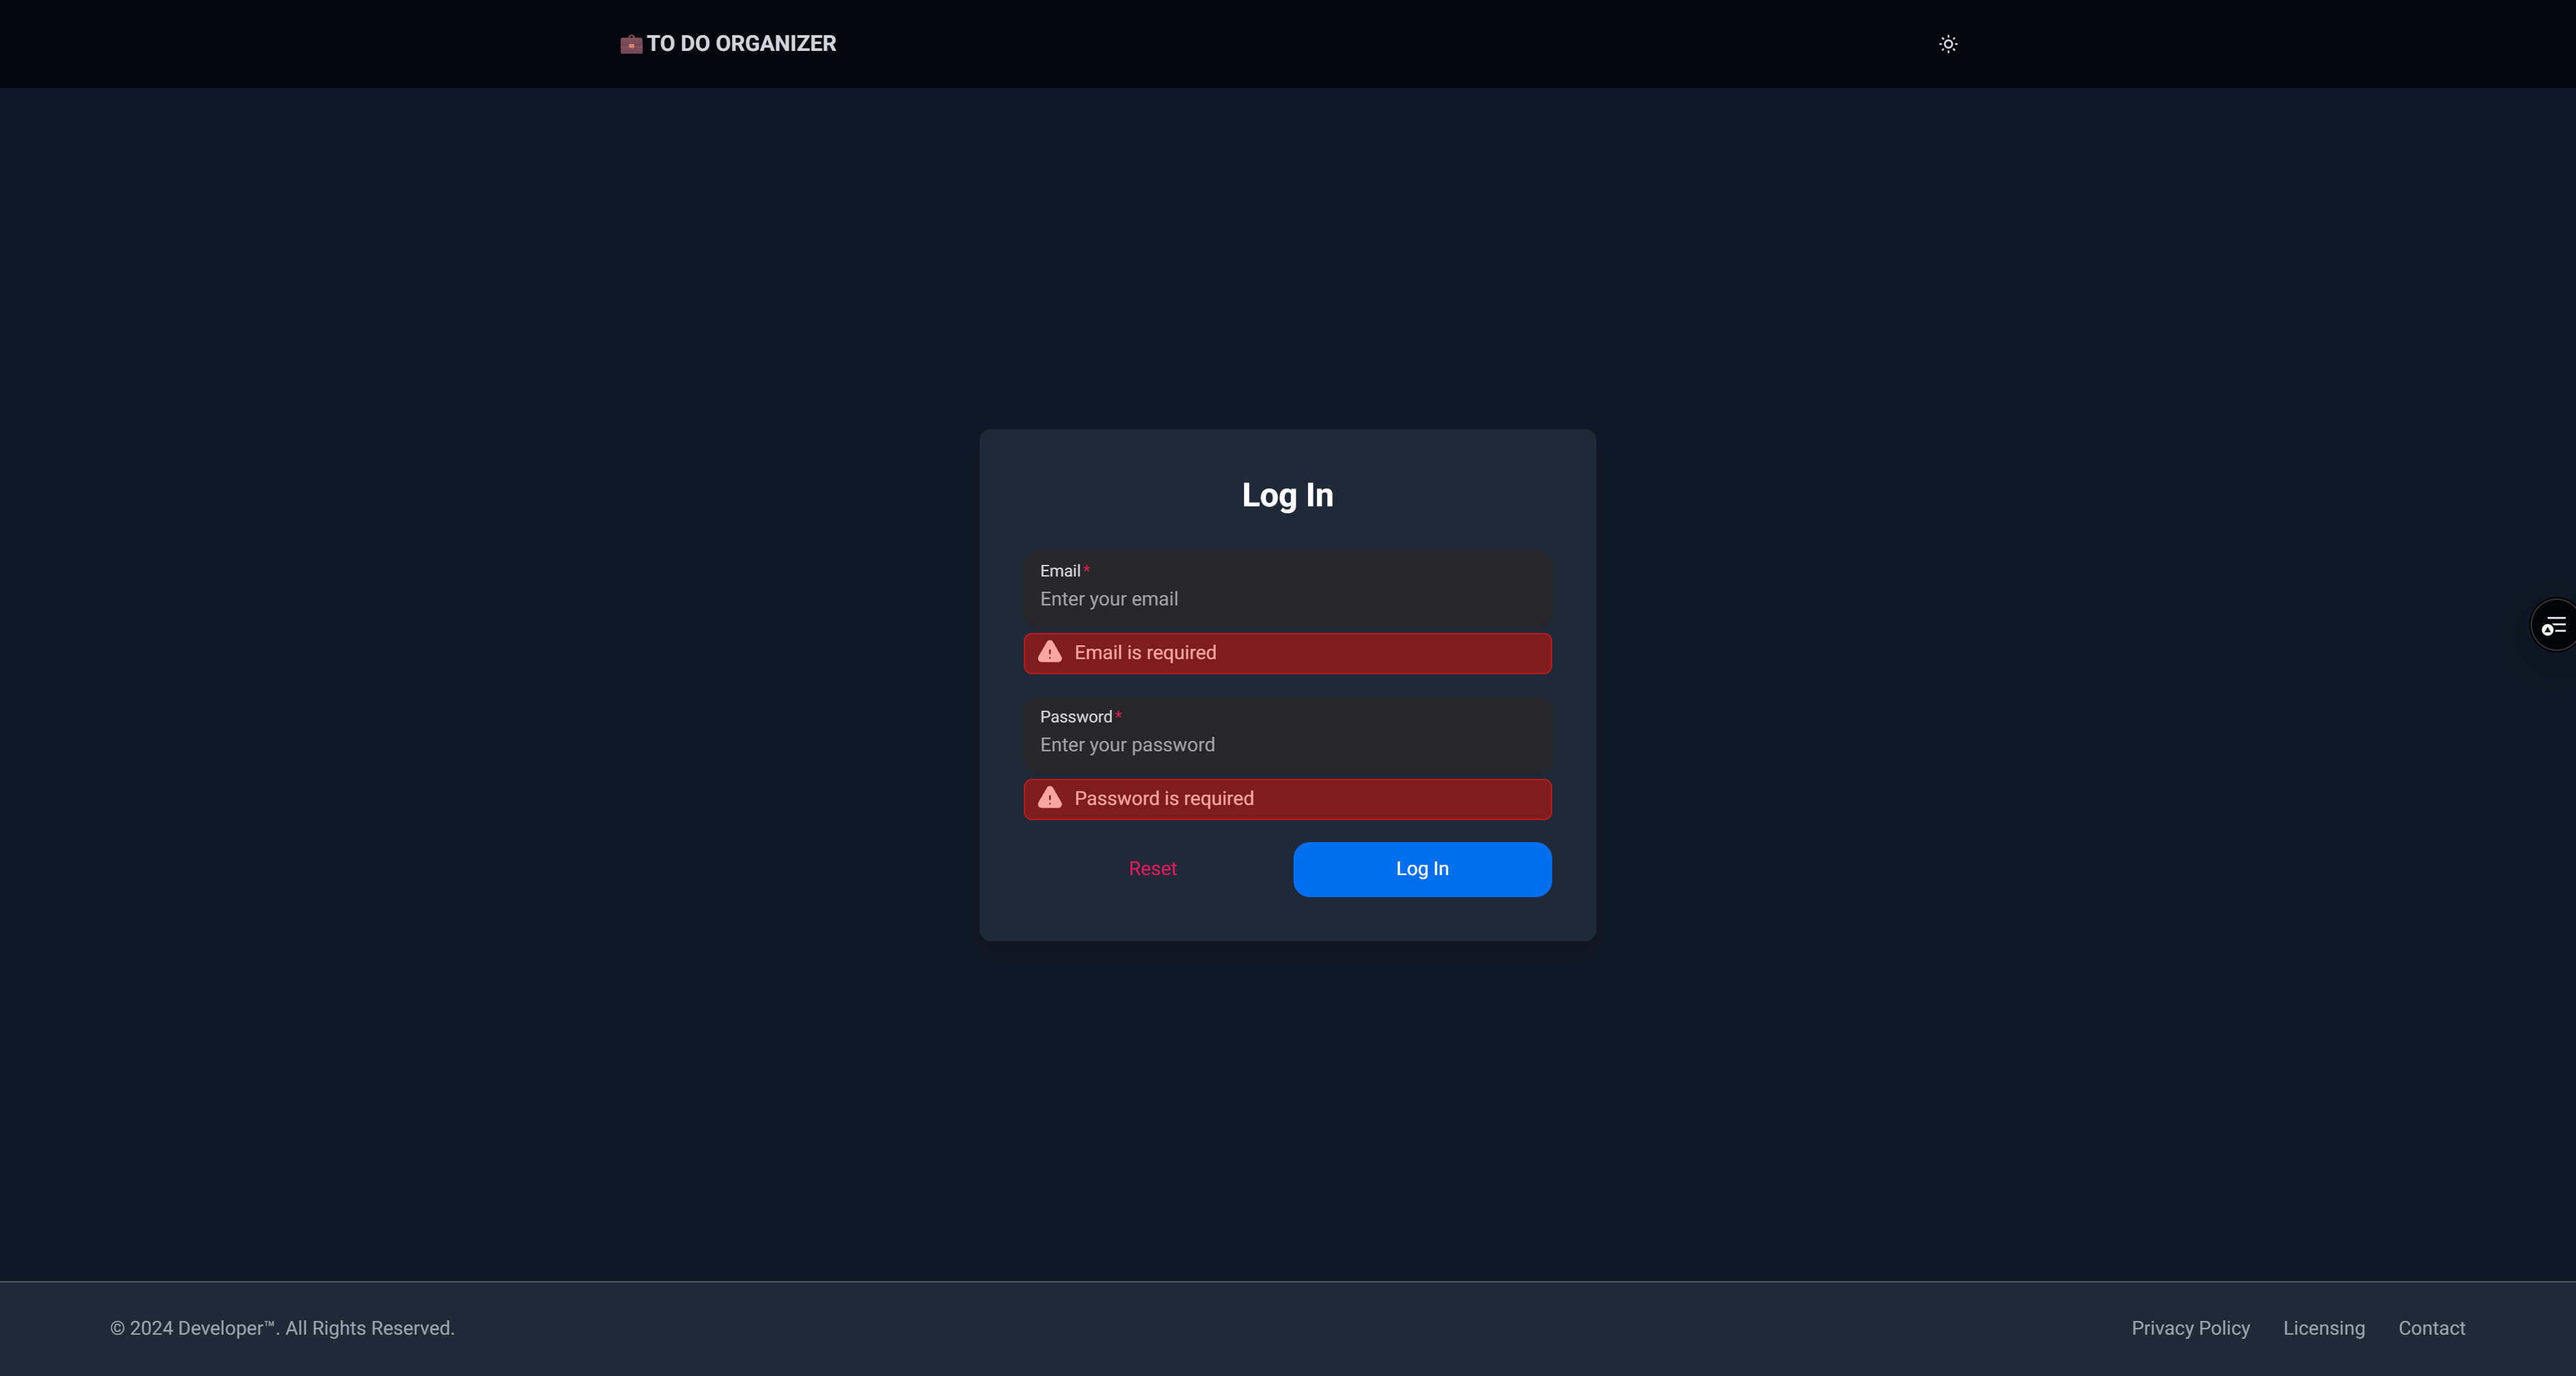 TO DO ORGANIZER
Log In
Email*
Enter your email
Email is required
Password*
Enter your password
Password is required
Reset
Log In
© 2024 Developer™. All Rights Reserved.
Privacy Policy
Licensing
Contact